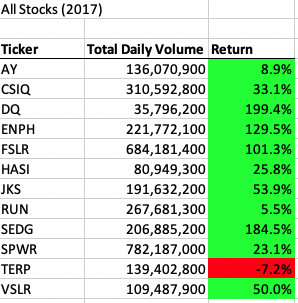 All Stocks (2017)
Ticker Total Daily Volume Return
AY 136,070,900 8.9%
CSIQ 310,592,800 33.1%
DQ 35,796,200 199.4%
ENPH 221,772,100 129.5%
FSLR 684,181,400 101.3%
HASI 80,949,300 25.8%
JKS 191,632,200 53.9%
RUN 267,681,300 5.5%
SEDG 206,885,200 184.5%
SPWR 782,187,000 23.1%
TERP 139,402,800 -7.2%
VSLR 109,487,900 50.0%